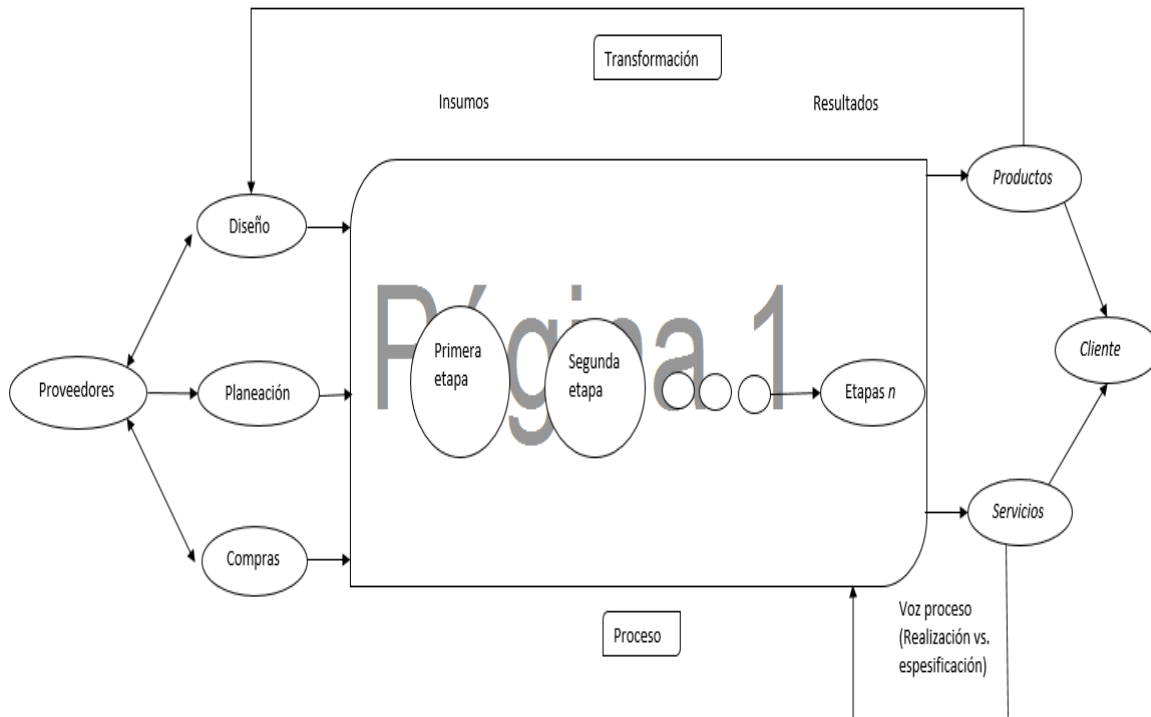 Transformación
Insumos
Resultados
Productos
Diseño
Página 1
Primera
etapa
Segunda
etapa
Cliente
Proveedores
Planeación
Etapas n
Servicios
Compras
Voz proceso
(Realización vs.
espesificación)
Proceso